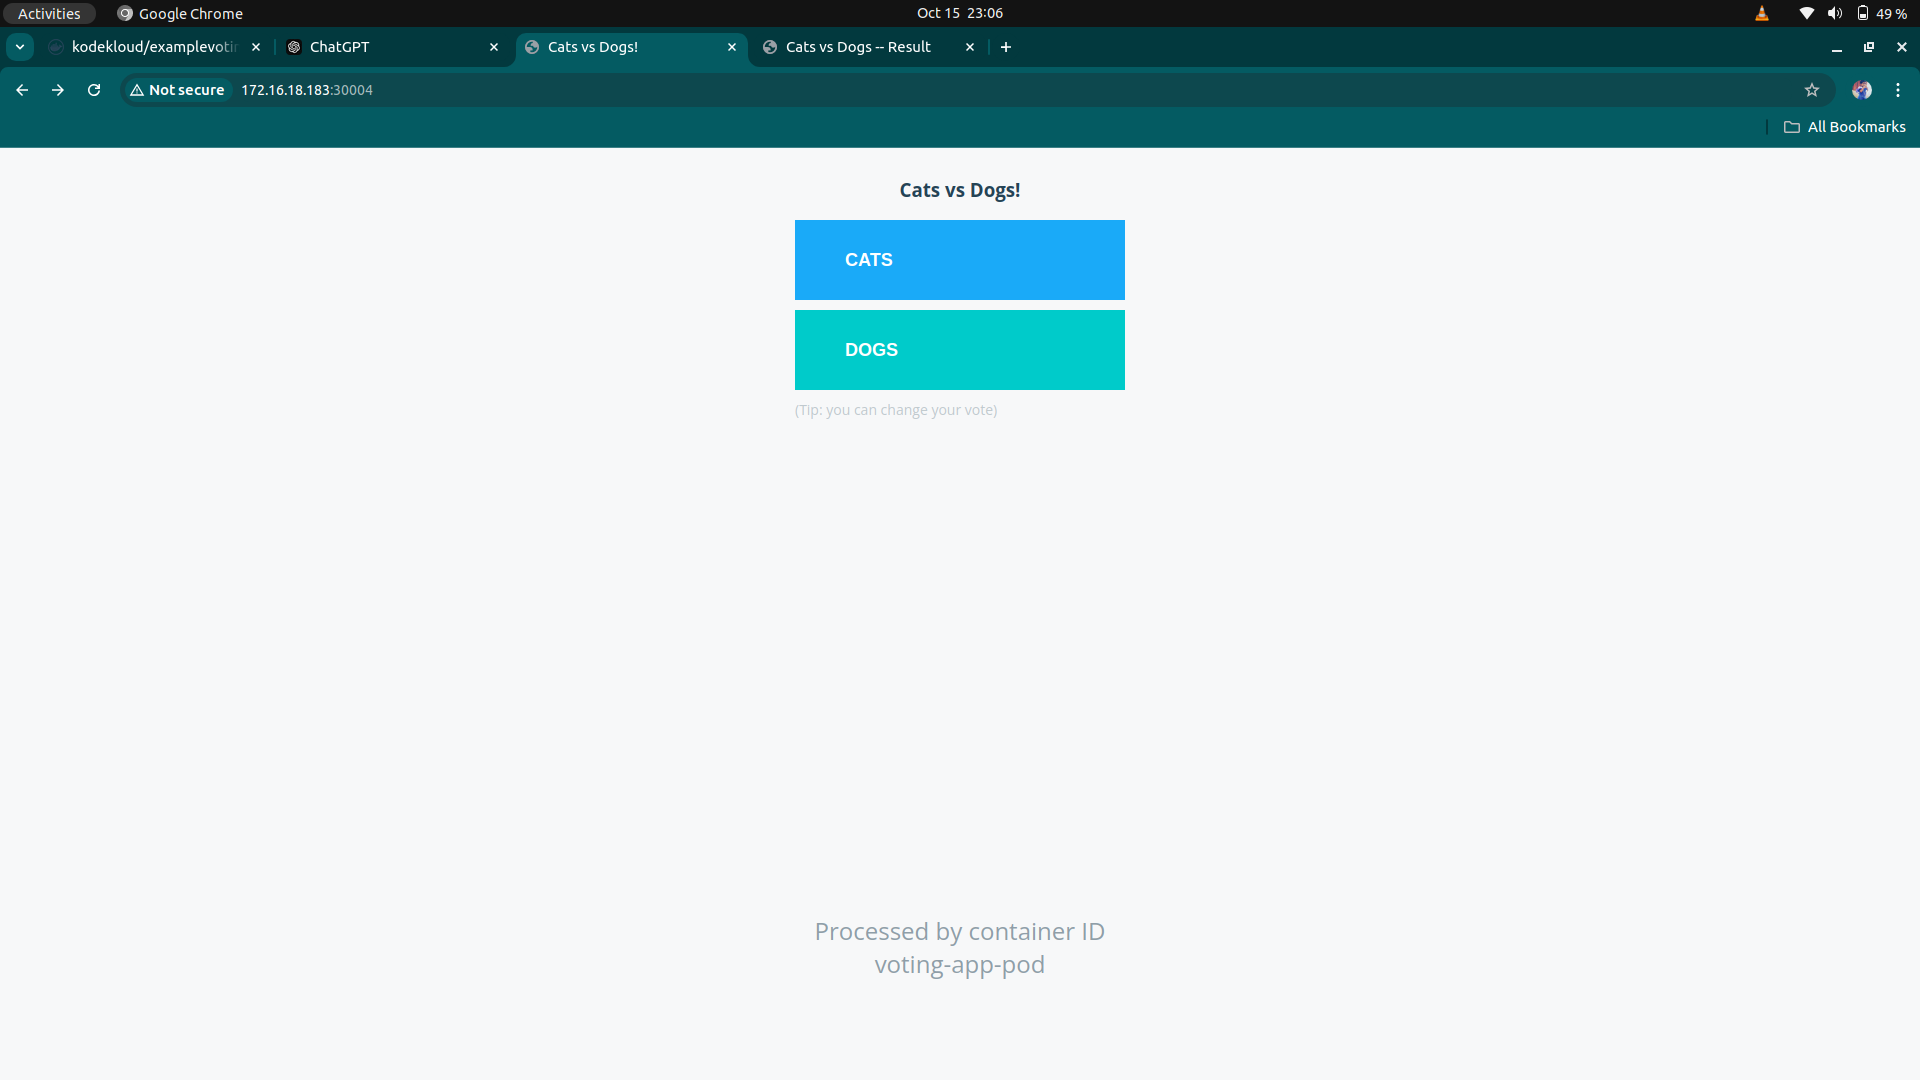 Activities
Google Chrome
Oct 15 23:06
49 %
kodekloud/examplevotin
ChatGPT
Cats vs Dogs!
Cats vs Dogs -- Result
Not secure
172.16.18.183:30004
All Bookmarks
Cats vs Dogs!
CATS
DOGS
(Tip: you can change your vote)
Processed by container ID
voting-app-pod